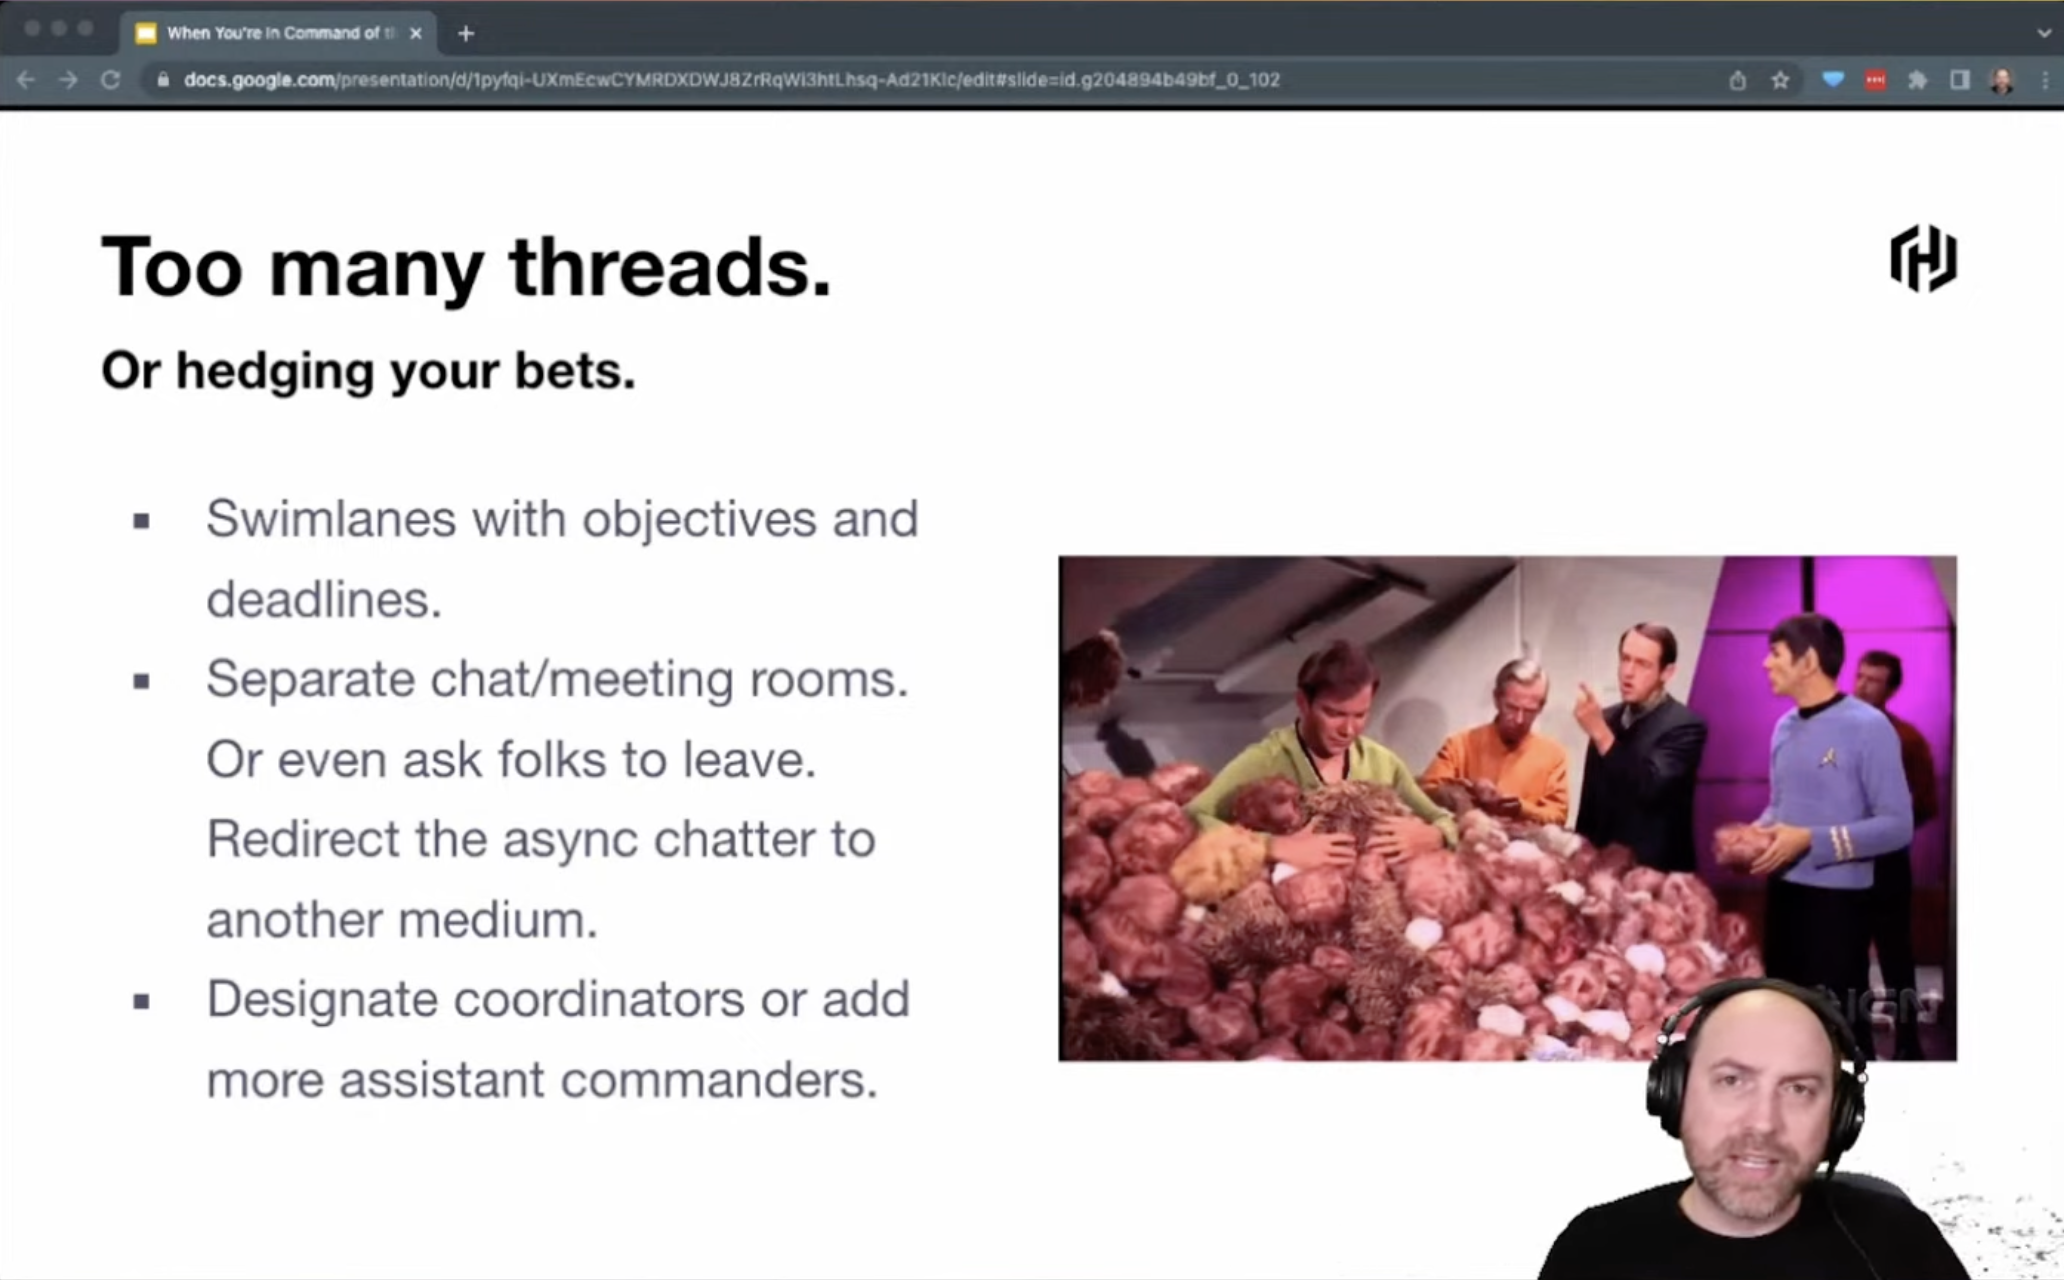 When You're in Command of
docs.google.com/presentation/d/1pyfqi-UXmEcwCYMRDXDWJ8ZrRqWi3htLhsq-Ad21Klc/edit#slide=id.g204894b49bf_0_102
Too many threads.
Or hedging your bets.
▪ Swimlanes with objectives and
deadlines.
▪ Separate chat/meeting rooms.
Or even ask folks to leave.
Redirect the async chatter to
another medium.
▪ Designate coordinators or add
more assistant commanders.
IGN